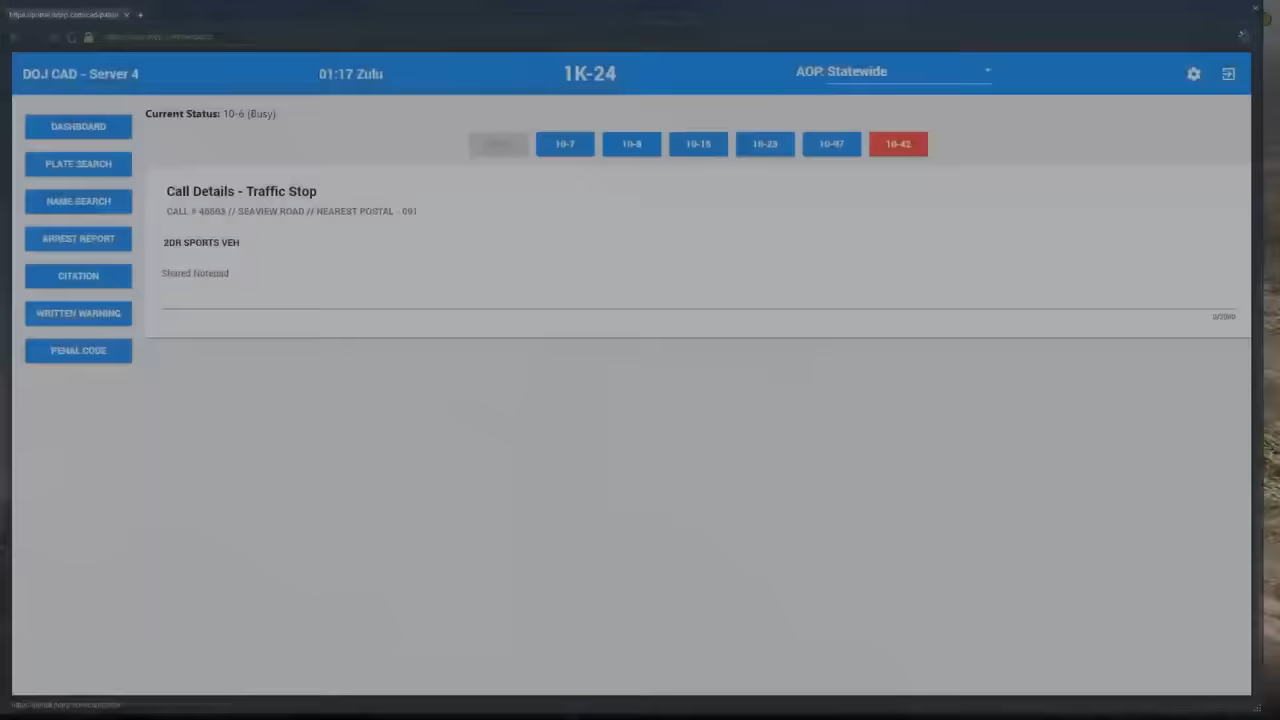 DOJ CAD - Server 4
01:17 Zulu
1K-24
AOP: Statewide
Current Status: 10-6 (Busy)
10-7
10-8
10-15
10-23
10-97
10-42
DASHBOARD
PLATE SEARCH
NAME SEARCH
ARREST REPORT
CITATION
WRITTEN WARNING
PENAL CODE
Call Details - Traffic Stop
SEAVIEW ROAD // NEAREST POSTAL - 091
2DR SPORTS VEH
Shared Notepad